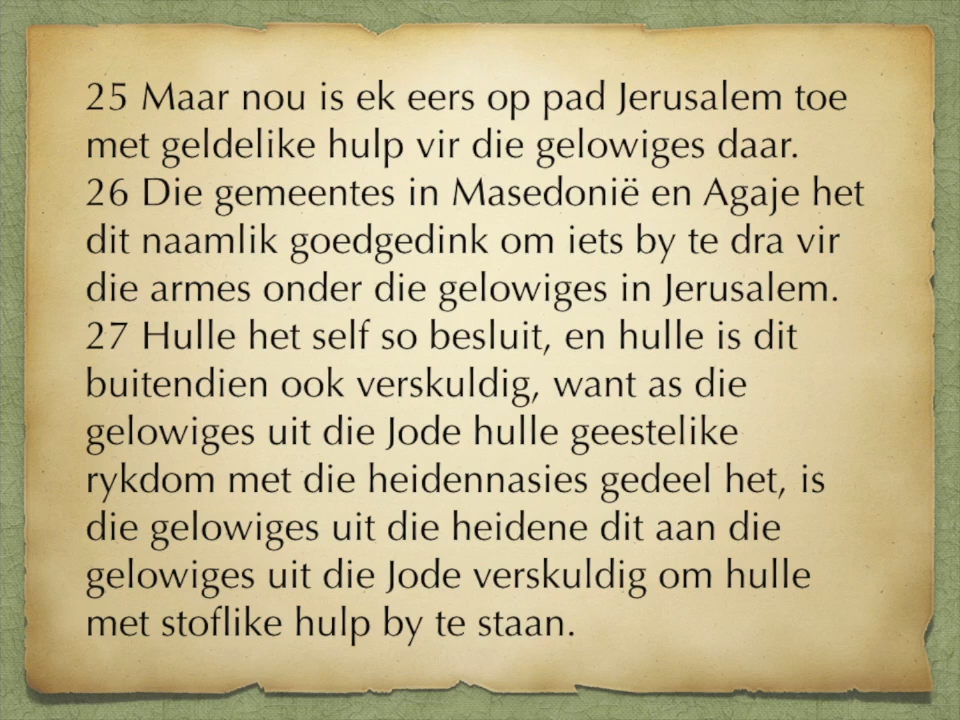 25 Maar nou is ek eers op pad Jerusalem toe
met geldelike hulp vir die gelowiges daar.
26 Die gemeentes in Masedonië en Agaje het
dit naamlik goedgedink om iets by te dra vir
die armes onder die gelowiges in Jerusalem.
27 Hulle het self so besluit, en hulle is dit
buitendien ook verskuldig, want as die
gelowiges uit die Jode hulle geestelike
rykdom met die heidennasies gedeel het, is
die gelowiges uit die heidene dit aan die
gelowiges uit die Jode verskuldig om hulle
met stoflike hulp by te staan.